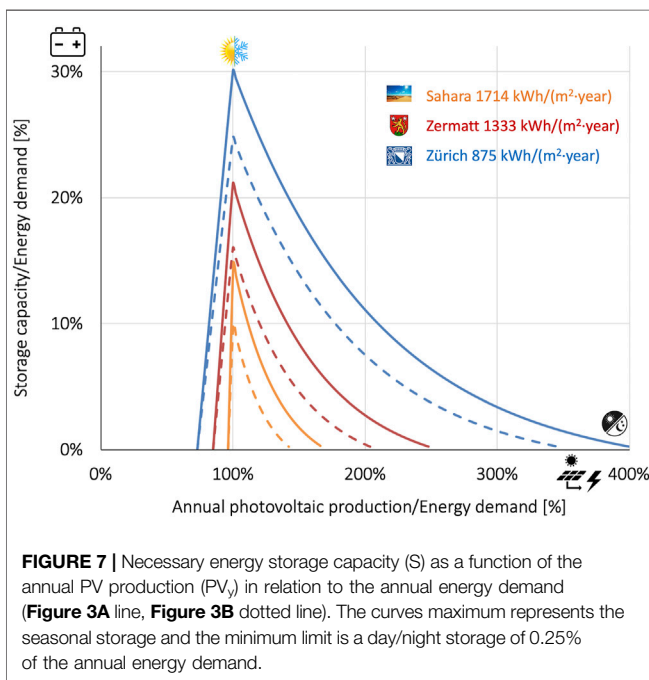 30%
20%
10%
0%
Storage capacity/Energy demand [%]
Sahara 1714 kWh/(m²·year)
Zermatt 1333 kWh/(m²·year)
Zürich 875 kWh/(m²·year)
0%
100%
200%
300%
400%
Annual photovoltaic production/Energy demand [%]
FIGURE 7 | Necessary energy storage capacity (S) as a function of the
annual PV production (PVy) in relation to the annual energy demand
(Figure 3A line, Figure 3B dotted line). The curves maximum represents the
seasonal storage and the minimum limit is a day/night storage of 0.25%
of the annual energy demand.